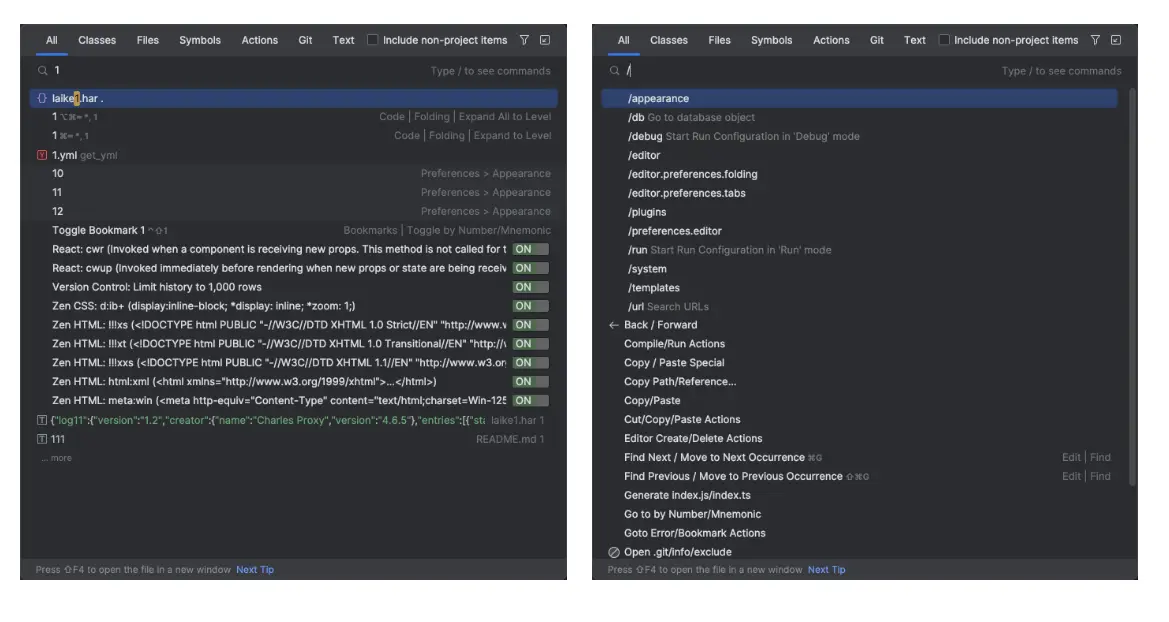 All Classes Files Symbols Actions Git Text Include non-project items
1 Type / to see commands
{} laike1.har .
1 ⌥⌘= *, 1 Code | Folding | Expand All to Level
1 ⌘= *, 1 Code | Folding | Expand to Level
Y 1.yml get_yml
10 Preferences > Appearance
11 Preferences > Appearance
12 Preferences > Appearance
Toggle Bookmark 1 ⌃⇧1 Bookmarks | Toggle by Number/Mnemonic
React: cwr (Invoked when a component is receiving new props. This method is not called for t ON
React: cwup (Invoked immediately before rendering when new props or state are being receiv ON
Version Control: Limit history to 1,000 rows ON
Zen CSS: d:ib+ (display:inline-block; *display: inline; *zoom: 1;) ON
Zen HTML: !!!xs (<!DOCTYPE html PUBLIC "-//W3C//DTD XHTML 1.0 Strict//EN" "http://www.v ON
Zen HTML: !!!xt (<!DOCTYPE html PUBLIC "-//W3C//DTD XHTML 1.0 Transitional//EN" "http://v ON
Zen HTML: !!!xxs (<!DOCTYPE html PUBLIC "-//W3C//DTD XHTML 1.1//EN" "http://www.w3.or ON
Zen HTML: html:xml (<html xmlns="http://www.w3.org/1999/xhtml">...</html>) ON
Zen HTML: meta:win (<meta http-equiv="Content-Type" content="text/html;charset=Win-125 ON
T {"log11":{"version":"1.2","creator":{"name":"Charles Proxy","version":"4.6.5"},"entries":[{"sta laike1.har 1
T 111 README.md 1
... more
Press ⇧F4 to open the file in a new window Next Tip
All Classes Files Symbols Actions Git Text Include non-project items
/ Type / to see commands
/appearance
/db Go to database object
/debug Start Run Configuration in 'Debug' mode
/editor
/editor.preferences.folding
/editor.preferences.tabs
/plugins
/preferences.editor
/run Start Run Configuration in 'Run' mode
/system
/templates
/url Search URLs
← Back / Forward
Compile/Run Actions
Copy / Paste Special
Copy Path/Reference...
Copy/Paste
Cut/Copy/Paste Actions
Editor Create/Delete Actions
Find Next / Move to Next Occurrence ⌘G Edit | Find
Find Previous / Move to Previous Occurrence ⇧⌘G Edit | Find
Generate index.js/index.ts
Go to by Number/Mnemonic
Goto Error/Bookmark Actions
Open .git/info/exclude
Press ⇧F4 to open the file in a new window Next Tip